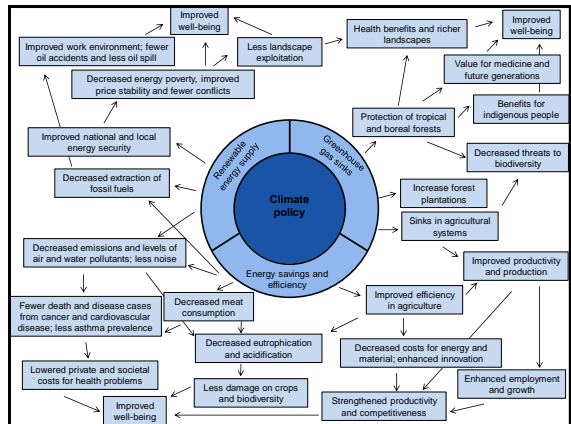 Improved
well-being
Improved
well-being
Health benefits and richer
landscapes
Improved work environment; fewer
oil accidents and less oil spill
Less landscape
exploitation
Value for medicine and
future generations
Decreased energy poverty, improved
price stability and fewer conflicts
Benefits for
indigenous people
Protection of tropical
and boreal forests
Improved national and local
energy security
Renewable
energy supply
Greenhouse
gas sinks
Decreased threats to
biodiversity
Decreased extraction of
fossil fuels
Climate
policy
Increase forest
plantations
Sinks in agricultural
systems
Decreased emissions and levels of
air and water pollutants; less noise
Improved productivity
and production
Energy savings and
efficiency
Decreased meat
consumption
Improved efficiency
in agriculture
Fewer death and disease cases
from cancer and cardiovascular
disease; less asthma prevalence
Decreased eutrophication
and acidification
Decreased costs for energy and
material; enhanced innovation
Lowered private and societal
costs for health problems
Less damage on crops
and biodiversity
Enhanced employment
and growth
Improved
well-being
Strengthened productivity
and competitiveness